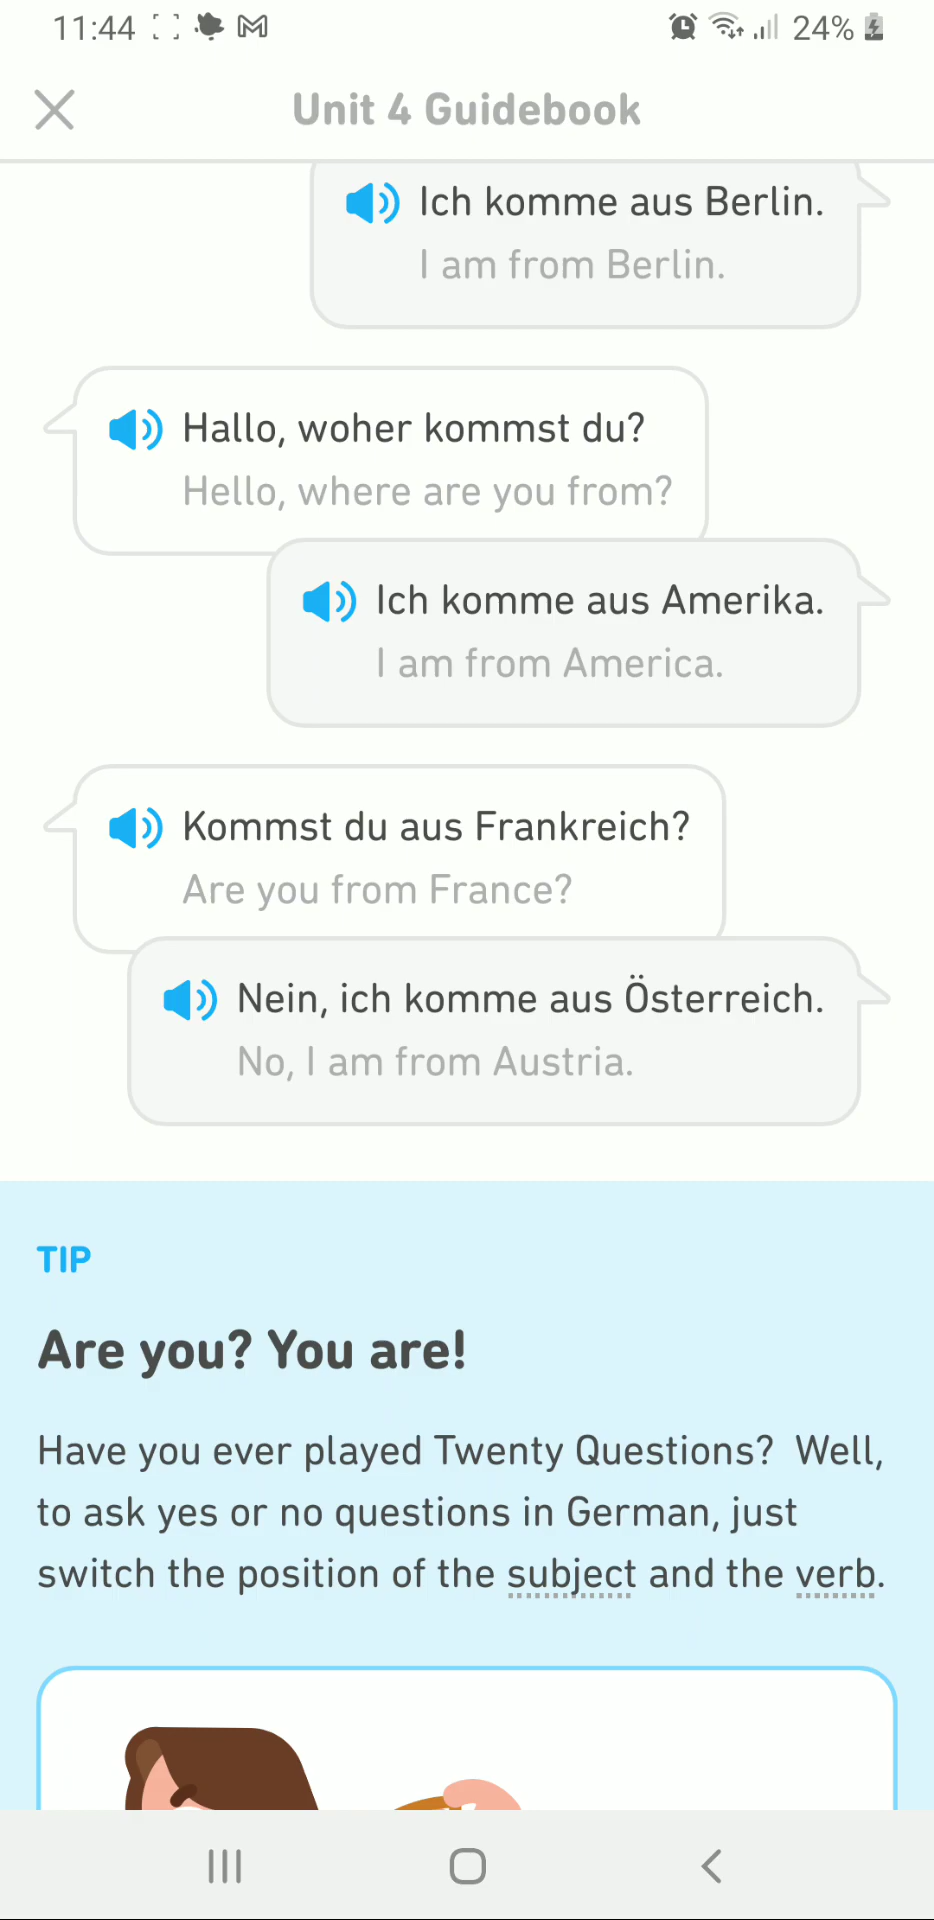 11:44
24%
Unit 4 Guidebook
Ich komme aus Berlin.
I am from Berlin.
Hallo, woher kommst du?
Hello, where are you from?
Ich komme aus Amerika.
I am from America.
Kommst du aus Frankreich?
Are you from France?
Nein, ich komme aus Österreich.
No, I am from Austria.
TIP
Are you? You are!
Have you ever played Twenty Questions? Well,
to ask yes or no questions in German, just
switch the position of the subject and the verb.